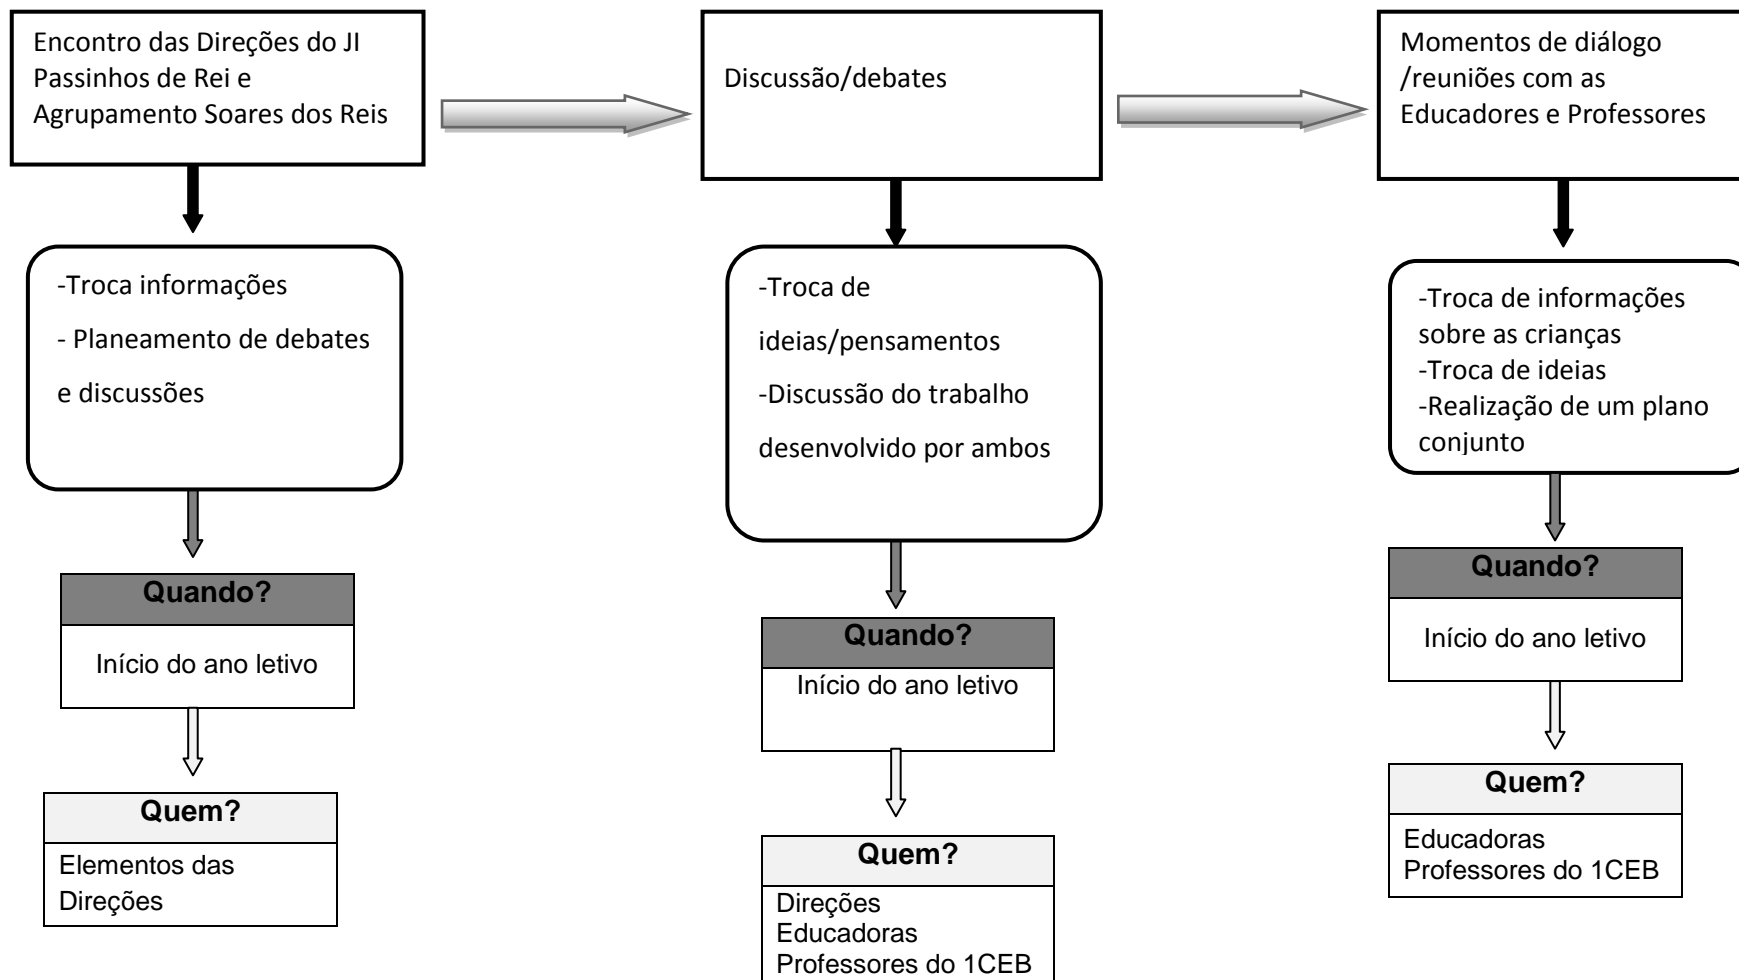 Encontro das Direções do JI
Passinhos de Rei e
Agrupamento Soares dos Reis
-Troca informações
- Planeamento de debates
e discussões
Quando?
Início do ano letivo
Quem?
Elementos das
Direções
Discussão/debates
-Troca de
ideias/pensamentos
-Discussão do trabalho
desenvolvido por ambos
Quando?
Início do ano letivo
Quem?
Direções
Educadoras
Professores do 1CEB
Momentos de diálogo
/reuniões com as
Educadores e Professores
-Troca de informações
sobre as crianças
-Troca de ideias
-Realização de um plano
conjunto
Quando?
Início do ano letivo
Quem?
Educadoras
Professores do 1CEB